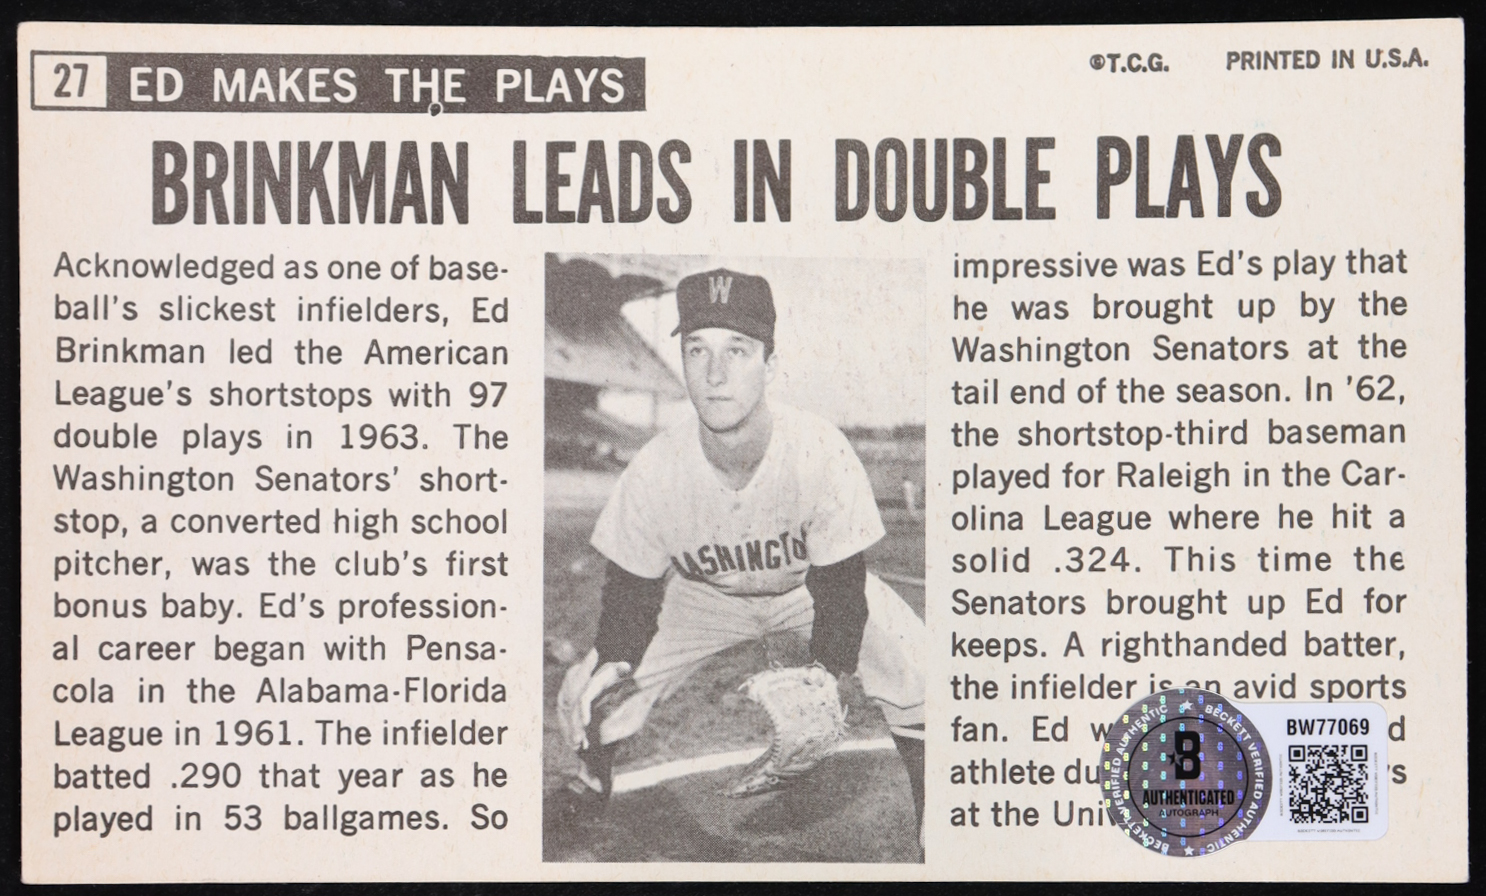 27 ED MAKES THE PLAYS
©T.C.G. PRINTED IN U.S.A.
BRINKMAN LEADS IN DOUBLE PLAYS
Acknowledged as one of base-
ball's slickest infielders, Ed
Brinkman led the American
League's shortstops with 97
double plays in 1963. The
Washington Senators' short-
stop, a converted high school
pitcher, was the club's first
bonus baby. Ed's profession-
al career began with Pensa-
cola in the Alabama-Florida
League in 1961. The infielder
batted .290 that year as he
played in 53 ballgames. So
W
WASHINGTO
impressive was Ed's play that
he was brought up by the
Washington Senators at the
tail end of the season. In '62,
the shortstop-third baseman
played for Raleigh in the Car-
olina League where he hit a
solid .324. This time the
Senators brought up Ed for
keeps. A righthanded batter,
the infielder is an avid sports
fan. Ed
athlete
at the
BECKETT VERIFIED AUTHENTIC
BECKETT VERIFIED AUTHENTIC
B
AUTHENTICATED
AUTOGRAPH
BW77069